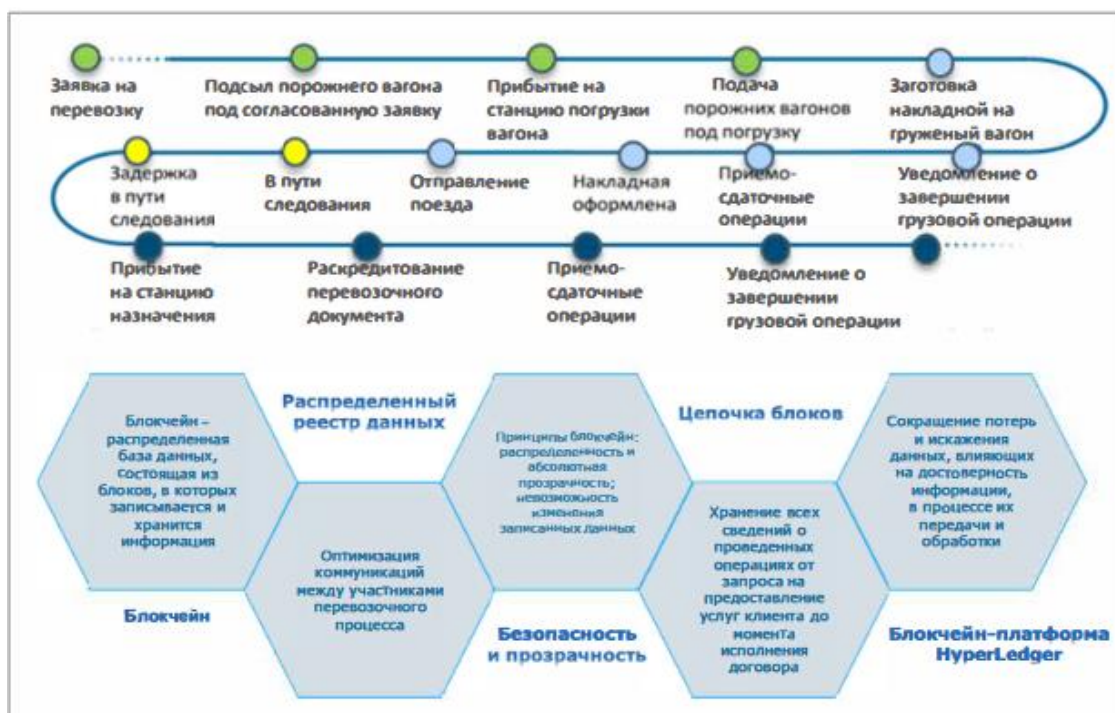 Заявка на
перевозку
Подсыл порожнего вагона
под согласованную заявку
Прибытие на
станцию погрузки
вагона
Подача
порожних вагонов
под погрузку
Заготовка
накладной на
груженый вагон
Задержка
в пути
следования
В пути
следования
Отправление
поезда
Накладная
оформлена
Приемо-
сдаточные
операции
Уведомление о
завершении
грузовой операции
Прибытие
на станцию
назначения
Раскредитование
перевозочного
документа
Приемо-
сдаточные
операции
Уведомление о
завершении
грузовой операции
Блокчейн –
распределенная
база данных,
состоящая из
блоков, в которых
записывается и
хранится
информация
Блокчейн
Распределенный
реестр данных
Оптимизация
коммуникаций
между участниками
перевозочного
процесса
Принципы блокчейн:
распределенность и
абсолютная
прозрачность;
невозможность
изменения
записанных данных
Безопасность
и прозрачность
Цепочка блоков
Хранение всех
сведений о
проведенных
операциях от
запроса на
предоставление
услуг клиента до
момента
исполнения
договора
Сокращение потерь
и искажения
данных, влияющих
на достоверность
информации,
в процессе их
передачи и
обработки
Блокчейн-платформа
HyperLedger